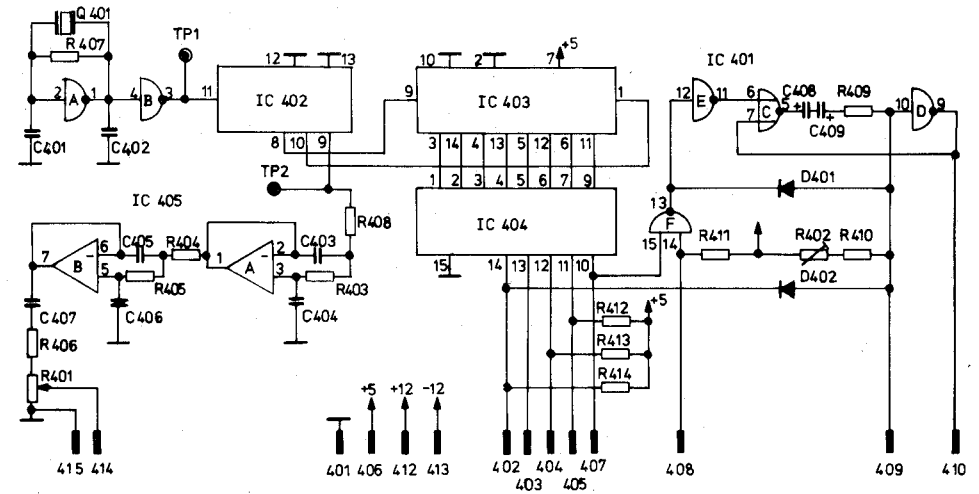 Q 401
R 407
TP1
2
A
1
4
B
3
11
C401
C402
12
13
IC 402
8
10
9
TP2
10
2
7
+5
9
IC 403
1
3
14
4
13
5
12
6
11
1
2
3
4
5
6
7
9
IC 404
15
14
13
12
11
10
IC 401
12
E
11
6
7
C
5
C408
+
+
C409
R409
10
D
9
D401
13
F
15
14
R411
R402
R410
D402
IC 405
7
B
6
-
5
C405
R404
R405
C406
C407
R406
R401
1
A
-
2
3
C403
R403
R408
C404
+5
R412
R413
R414
+5
+12
-12
415
414
401
406
412
413
402
403
404
405
407
408
409
410